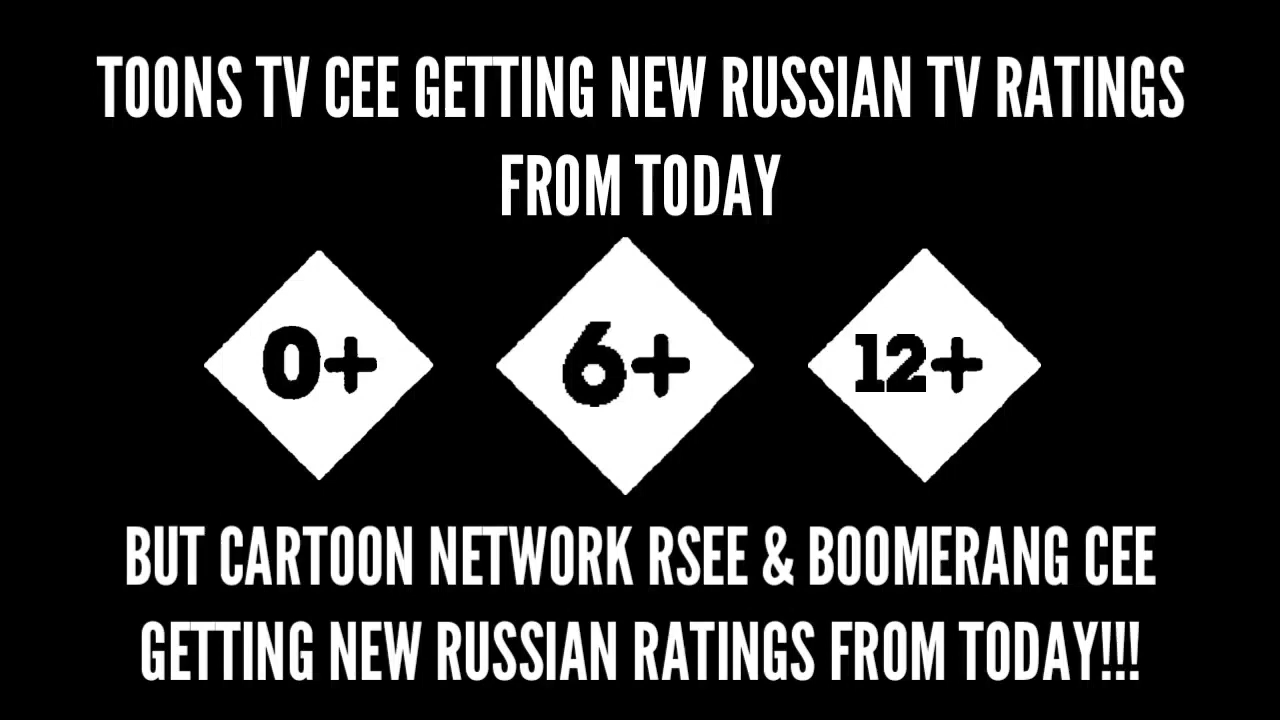 TOONS TV CEE GETTING NEW RUSSIAN TV RATINGS
FROM TODAY
0+ 6+ 12+
BUT CARTOON NETWORK RSEE & BOOMERANG CEE
GETTING NEW RUSSIAN RATINGS FROM TODAY!!!